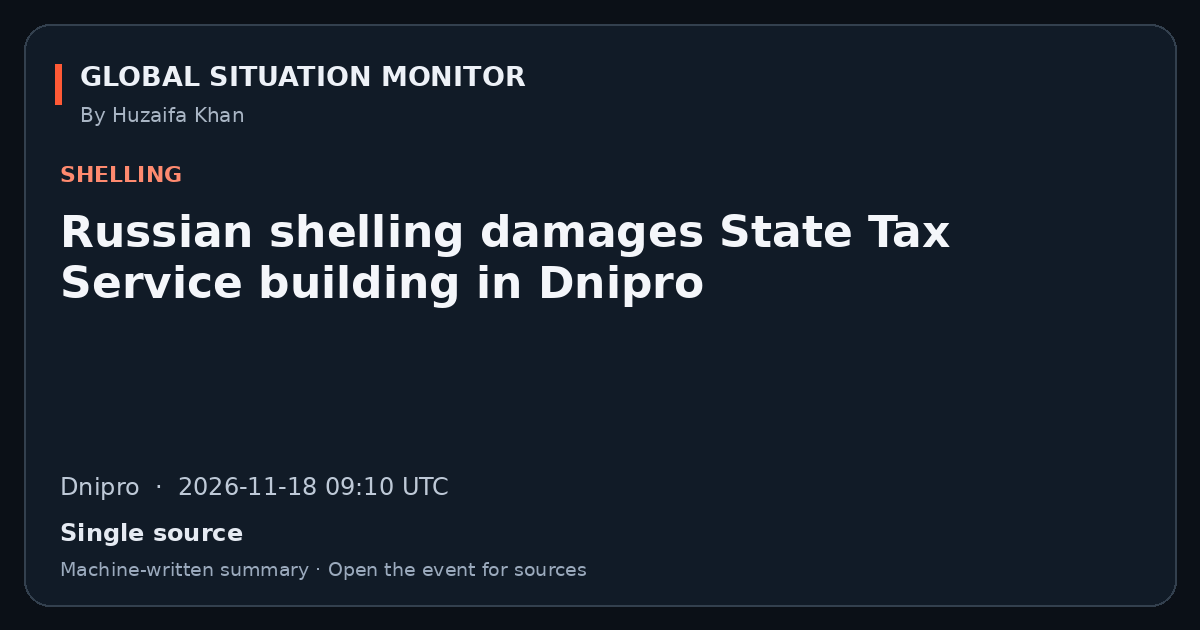 GLOBAL SITUATION MONITOR
By Huzaifa Khan
SHELLING
Russian shelling damages State Tax
Service building in Dnipro
Dnipro · 2026-11-18 09:10 UTC
Single source
Machine-written summary · Open the event for sources